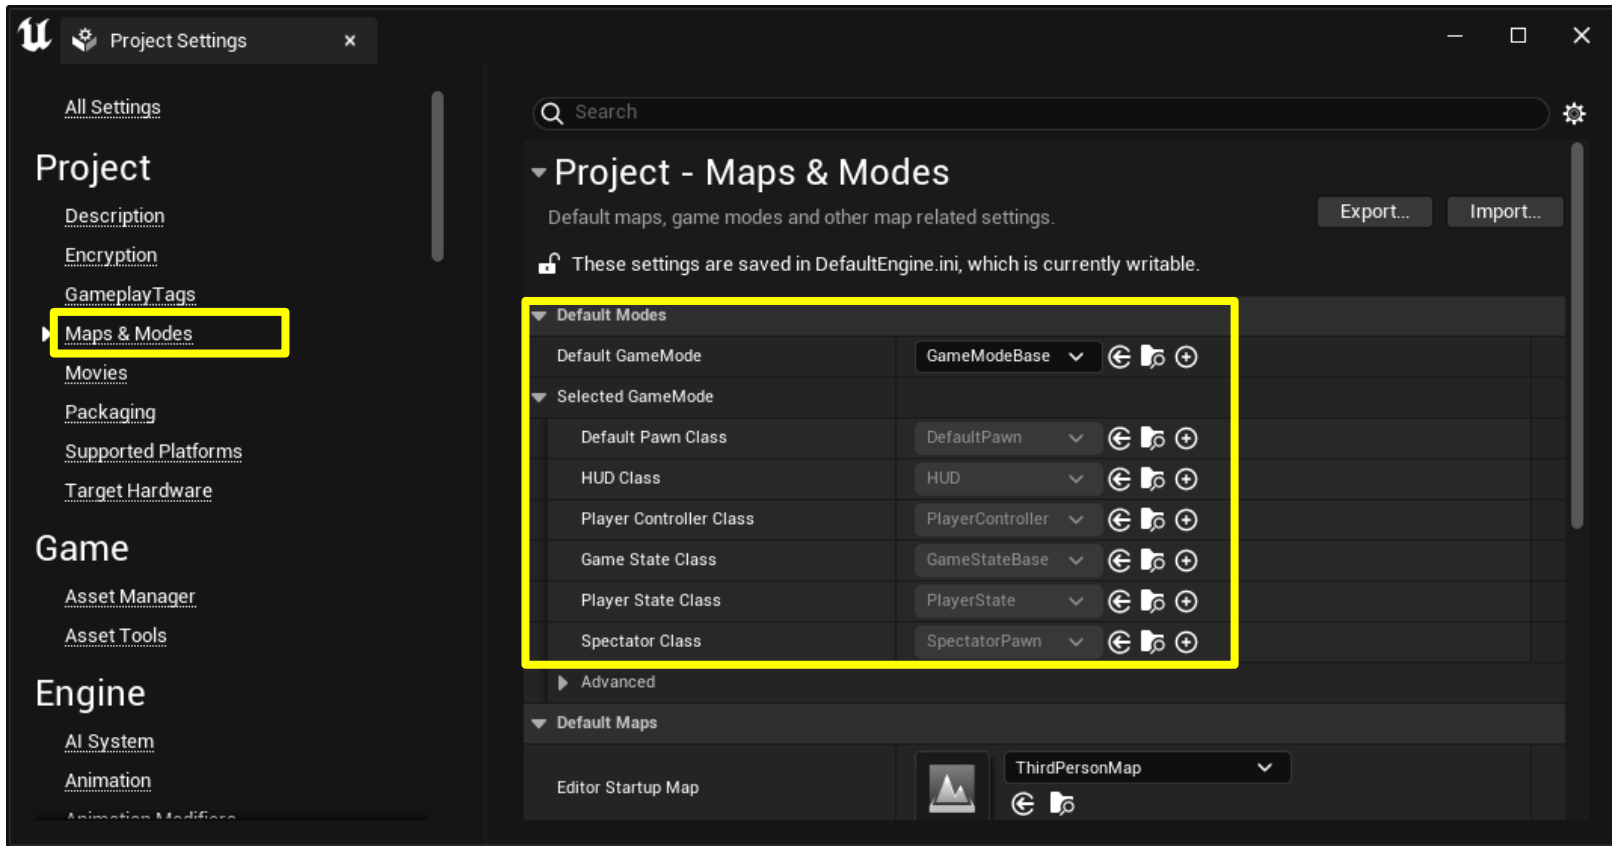 Project Settings
All Settings
Project
Description
Encryption
GameplayTags
Maps & Modes
Movies
Packaging
Supported Platforms
Target Hardware
Game
Asset Manager
Asset Tools
Engine
AI System
Animation
Animation Modifiers
Search
Project - Maps & Modes
Default maps, game modes and other map related settings.
Export...
Import...
These settings are saved in DefaultEngine.ini, which is currently writable.
Default Modes
Default GameMode GameModeBase
Selected GameMode
Default Pawn Class DefaultPawn
HUD Class HUD
Player Controller Class PlayerController
Game State Class GameStateBase
Player State Class PlayerState
Spectator Class SpectatorPawn
Advanced
Default Maps
Editor Startup Map ThirdPersonMap